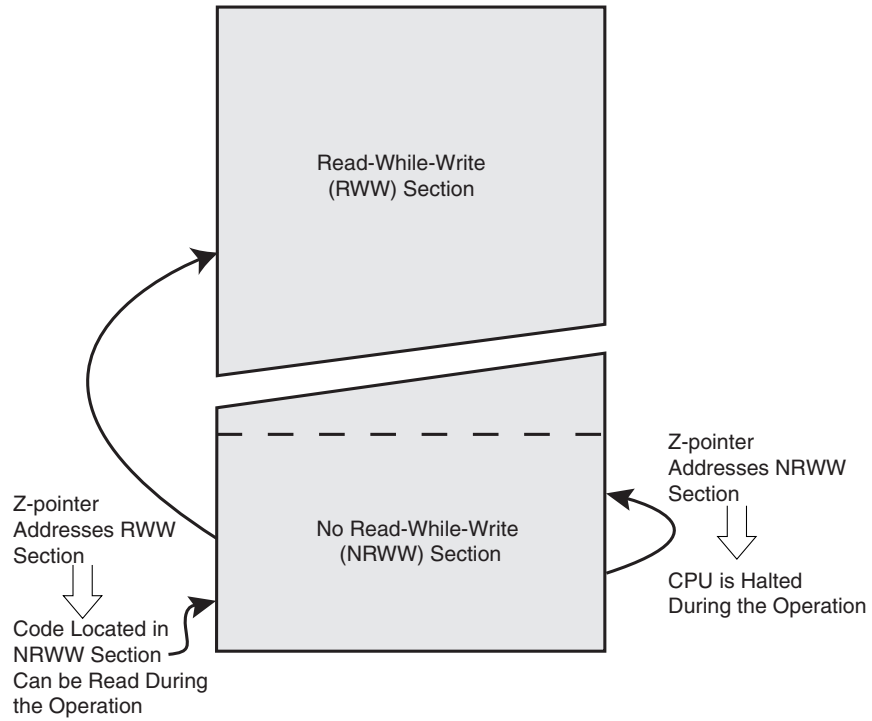 Read-While-Write
(RWW) Section
Z-pointer
Addresses NRWW
Section
Z-pointer
Addresses RWW
Section
No Read-While-Write
(NRWW) Section
CPU is Halted
During the Operation
Code Located in
NRWW Section
Can be Read During
the Operation